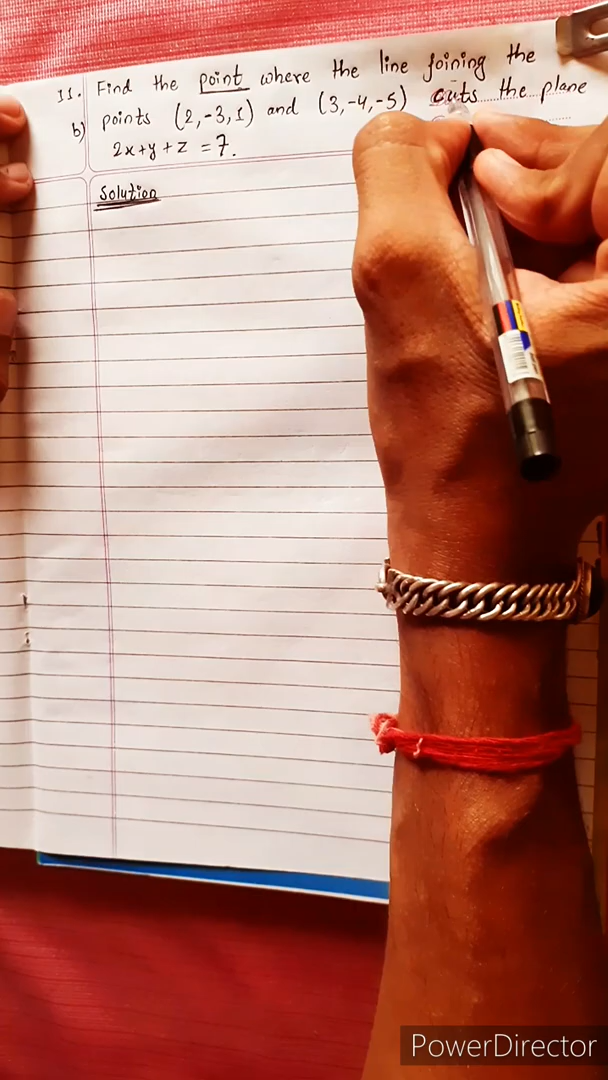 11. Find the point where the line joining the
b) points (2,-3,1) and (3,-4,-5) cuts the plane
2x+y+z =7.
Solution
PowerDirector